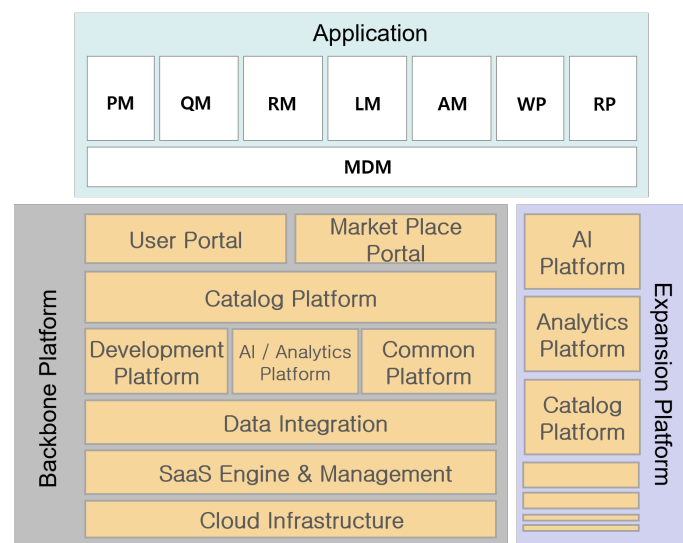 Application
PM QM RM LM AM WP RP
MDM
Backbone Platform
User Portal
Market Place
Portal
Catalog Platform
Development
Platform
AI / Analytics
Platform
Common
Platform
Data Integration
SaaS Engine & Management
Cloud Infrastructure
AI
Platform
Analytics
Platform
Catalog
Platform
Expansion Platform